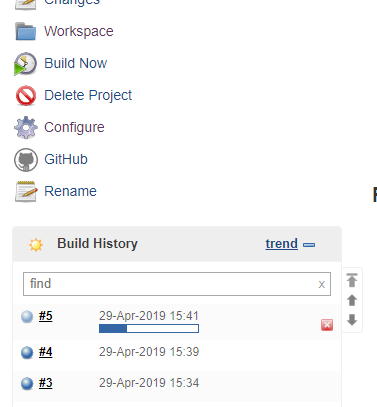 Changes
Workspace
Build Now
Delete Project
Configure
GitHub
Rename
Build History trend
find x
#5 29-Apr-2019 15:41
#4 29-Apr-2019 15:39
#3 29-Apr-2019 15:34